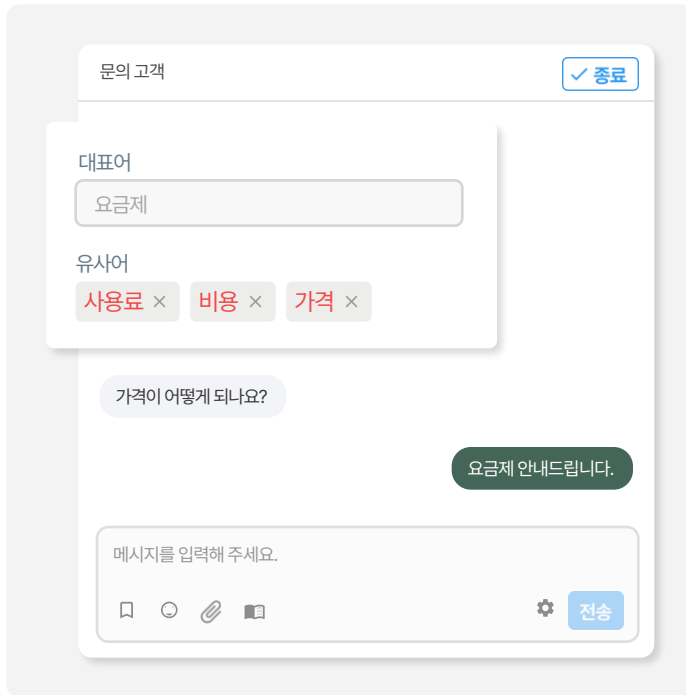 문의 고객
종료
대표어
요금제
유사어
사용료 × 비용 × 가격 ×
가격이 어떻게 되나요?
요금제 안내드립니다.
메시지를 입력해 주세요.
전송